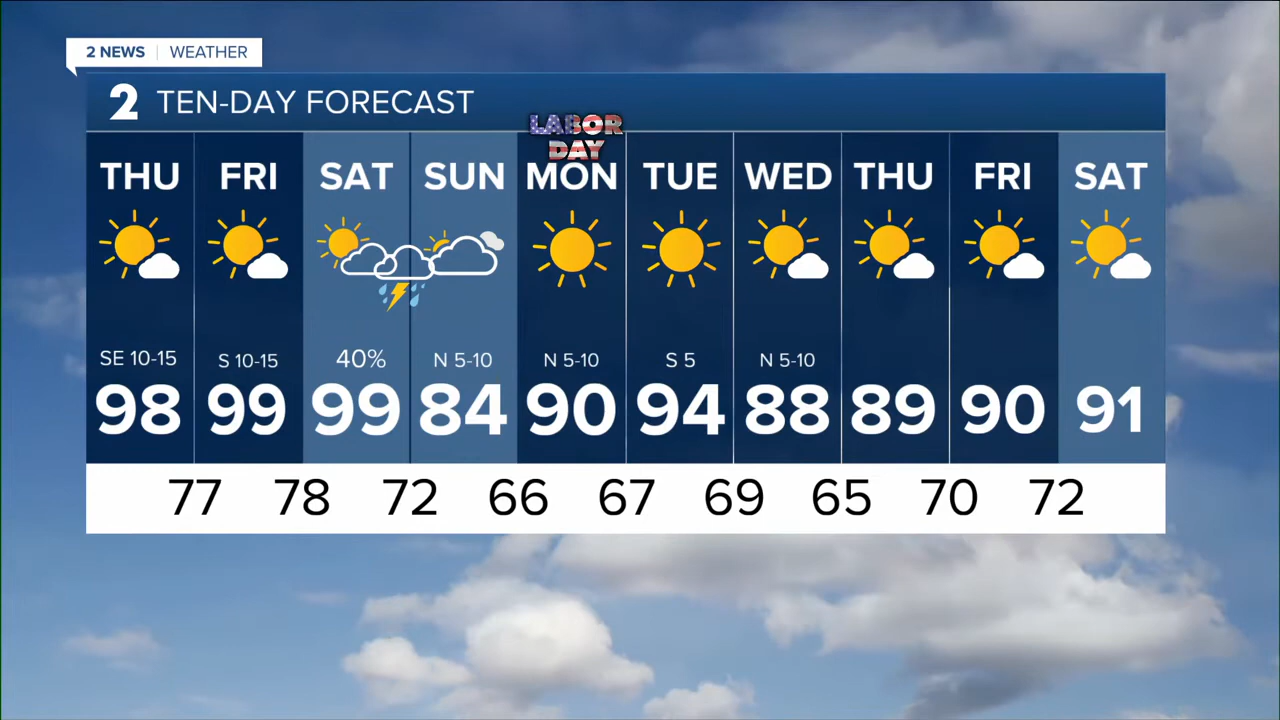 2 NEWS | WEATHER
2 TEN-DAY FORECAST
LABOR
DAY
THU FRI SAT SUN MON TUE WED THU FRI SAT
SE 10-15 S 10-15 40% N 5-10 N 5-10 S 5 N 5-10
98 99 99 84 90 94 88 89 90 91
77 78 72 66 67 69 65 70 72